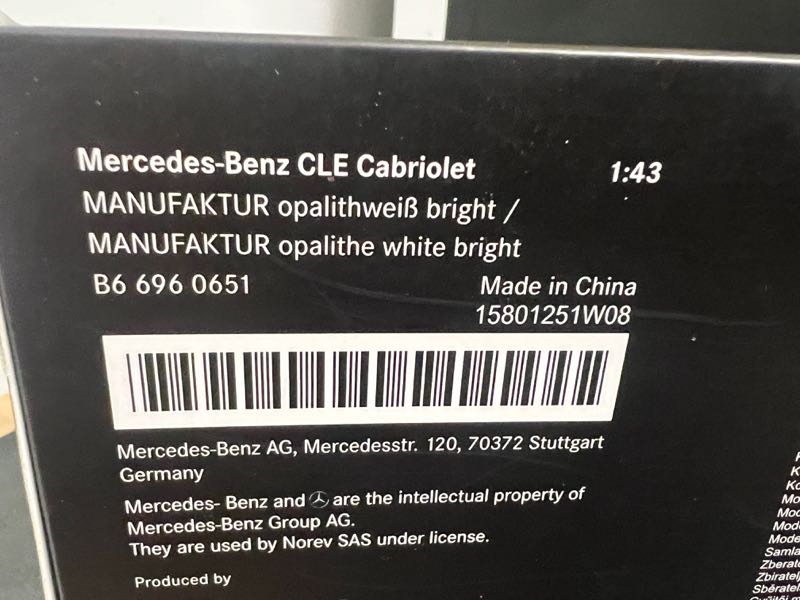 Mercedes-Benz CLE Cabriolet 1:43
MANUFAKTUR opalithweiß bright /
MANUFAKTUR opalithe white bright
B6 696 0651 Made in China
15801251W08
Mercedes-Benz AG, Mercedesstr. 120, 70372 Stuttgart
Germany
Mercedes- Benz and are the intellectual property of
Mercedes-Benz Group AG.
They are used by Norev SAS under license.
Produced by